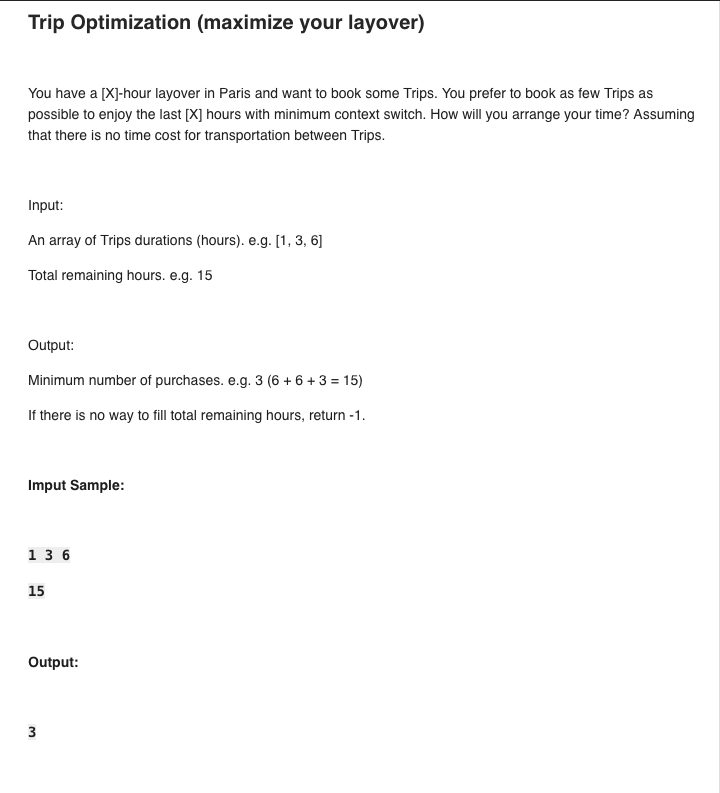 Trip Optimization (maximize your layover)
You have a [X]-hour layover in Paris and want to book some Trips. You prefer to book as few Trips as
possible to enjoy the last [X] hours with minimum context switch. How will you arrange your time? Assuming
that there is no time cost for transportation between Trips.
Input:
An array of Trips durations (hours). e.g. [1, 3, 6]
Total remaining hours. e.g. 15
Output:
Minimum number of purchases. e.g. 3 (6 + 6 + 3 = 15)
If there is no way to fill total remaining hours, return -1.
Imput Sample:
1 3 6
15
Output:
3